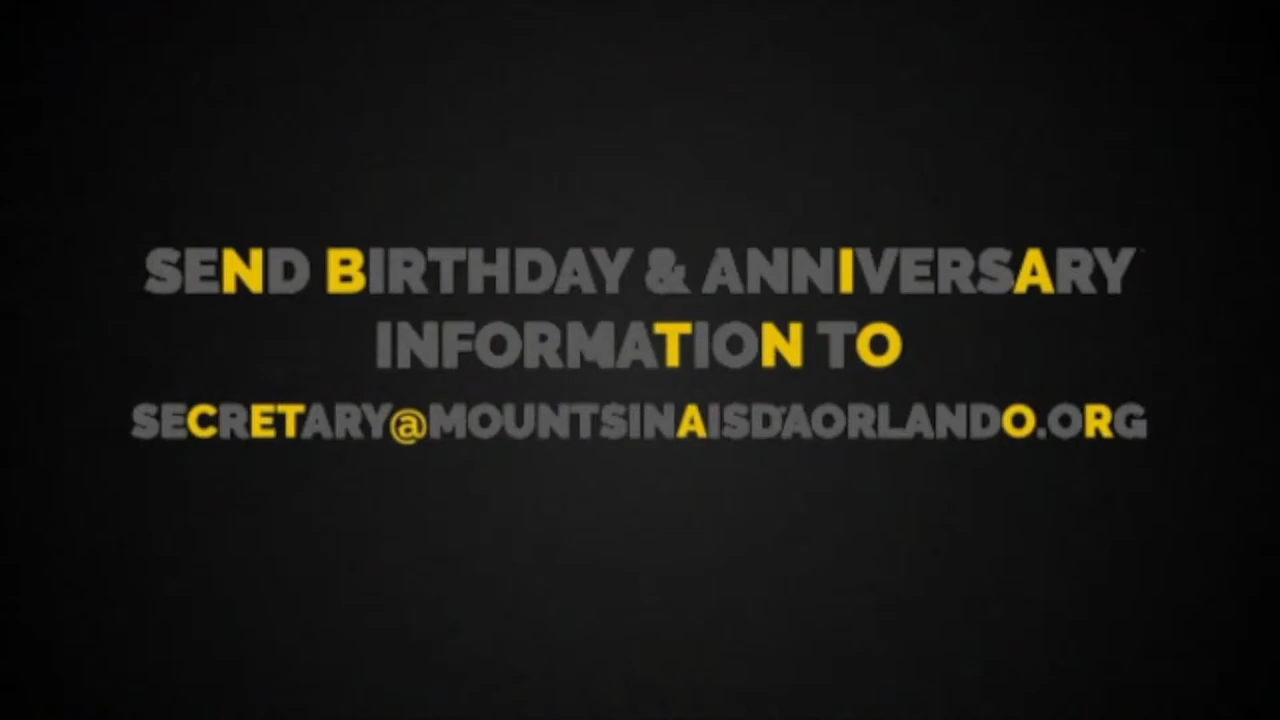 SEND BIRTHDAY & ANNIVERSARY
INFORMATION TO
SECRETARY@MOUNTSINAISDAORLANDO.ORG